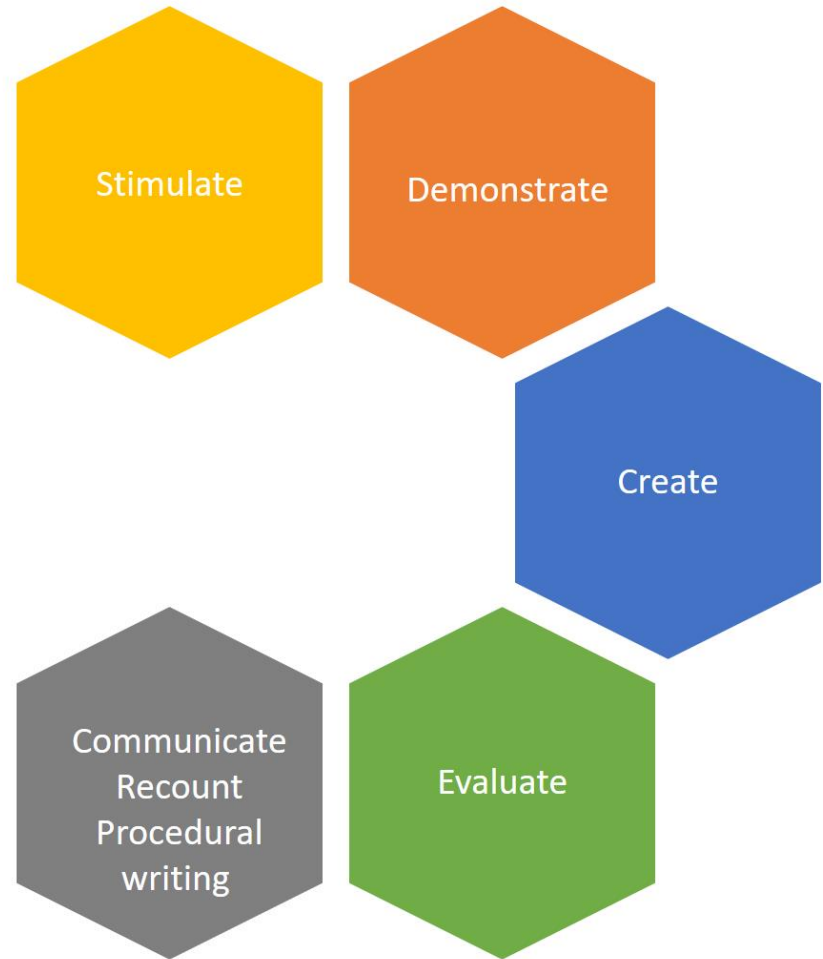 Stimulate
Demonstrate
Create
Evaluate
Communicate
Recount
Procedural
writing